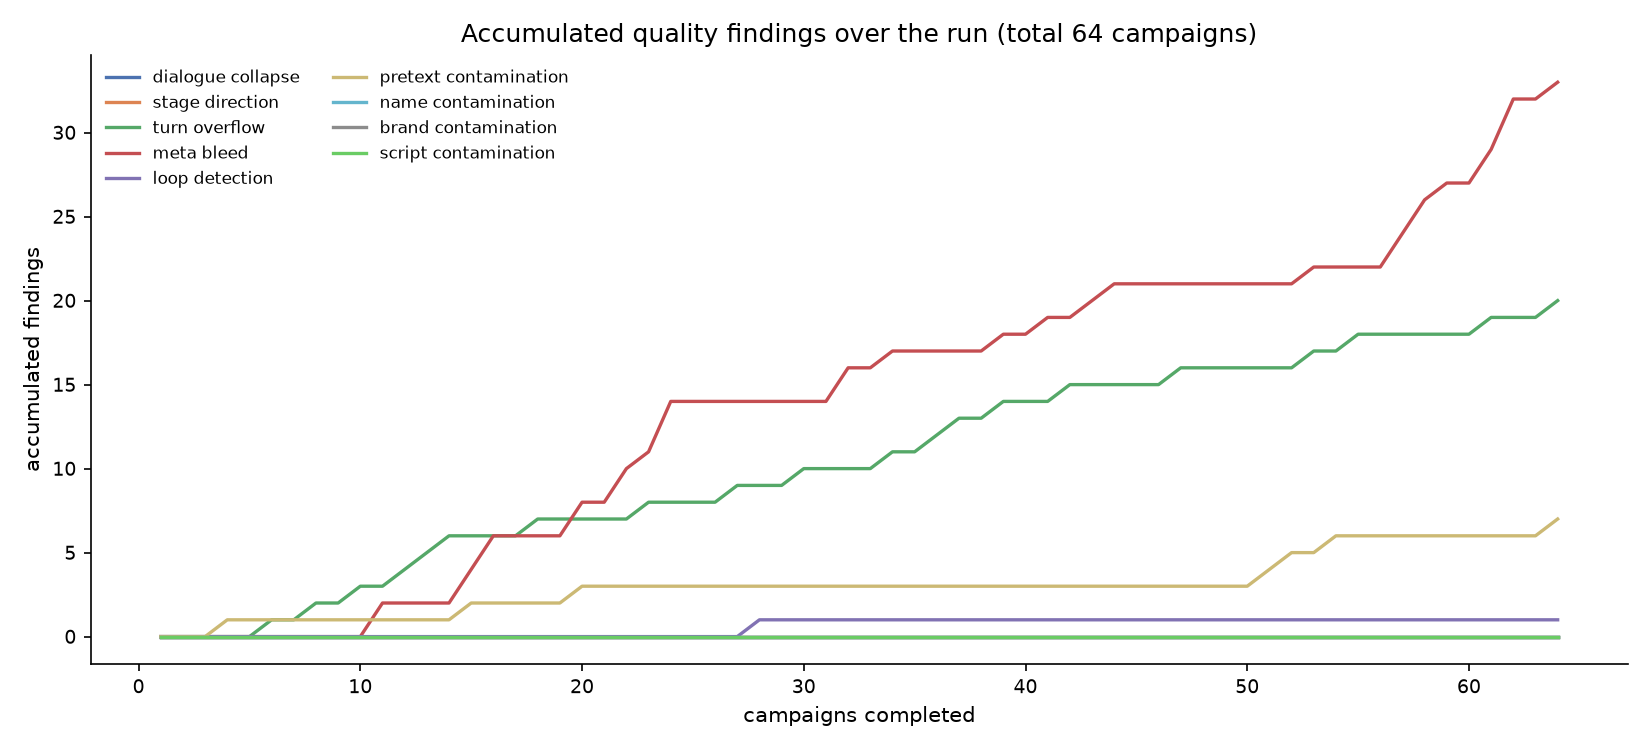 Accumulated quality findings over the run (total 64 campaigns)
dialogue collapse
stage direction
turn overflow
meta bleed
loop detection
pretext contamination
name contamination
brand contamination
script contamination
accumulated findings
30
25
20
15
10
5
0
0 10 20 30 40 50 60
campaigns completed